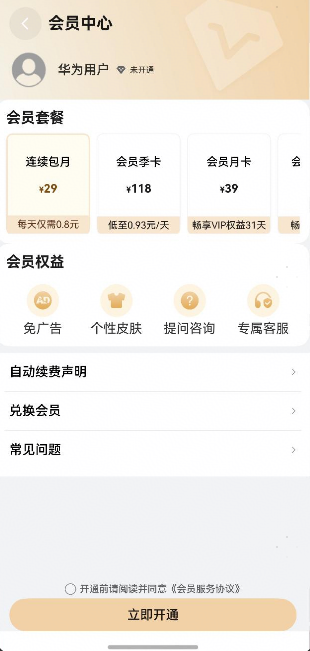 会员中心
华为用户 未开通
会员套餐
连续包月 会员季卡 会员月卡 会
¥29 ¥118 ¥39
每天仅需0.8元 低至0.93元/天 畅享VIP权益31天 畅
会员权益
AD ?
免广告 个性皮肤 提问咨询 专属客服
自动续费声明
兑换会员
常见问题
开通前请阅读并同意《会员服务协议》
立即开通